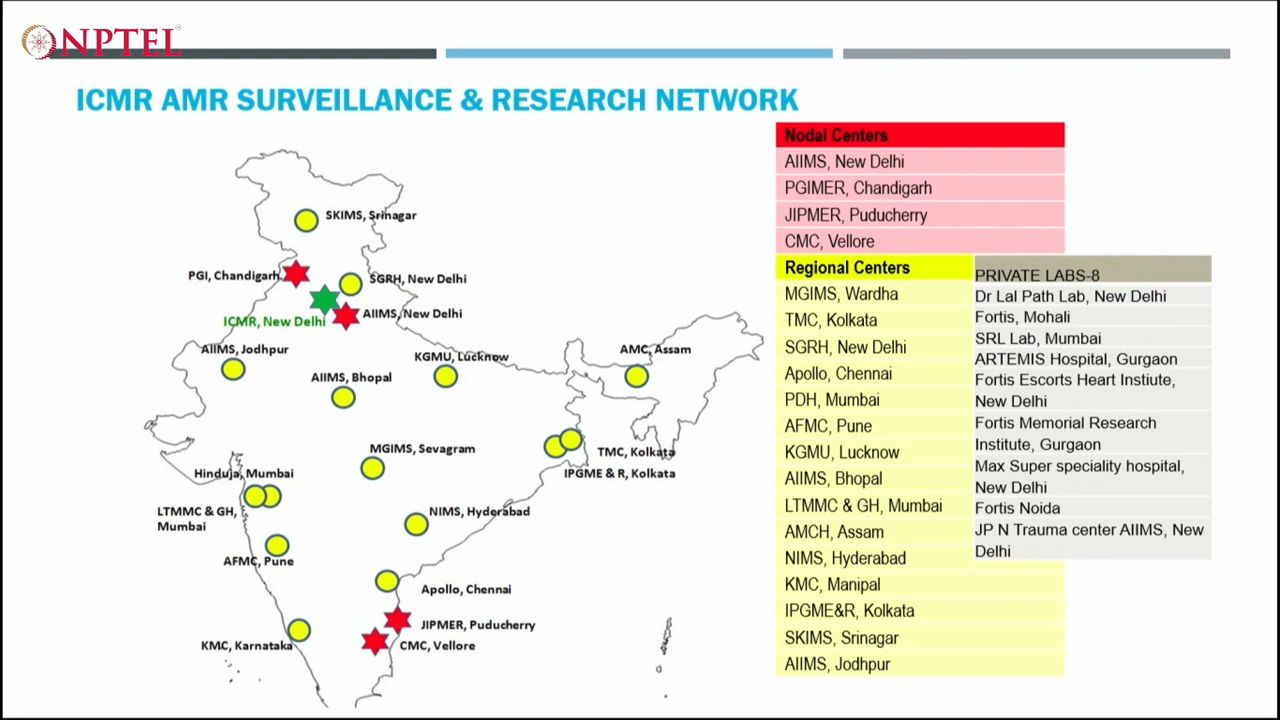 NPTEL
ICMR AMR SURVEILLANCE & RESEARCH NETWORK
SKIMS, Srinagar
PGI, Chandigarh
SGRH, New Delhi
ICMR, New Delhi
AIIMS, New Delhi
AIIMS, Jodhpur
KGMU, Lucknow
AMC, Assam
AIIMS, Bhopal
MGIMS, Sevagram
TMC, Kolkata
IPGME & R, Kolkata
Hinduja, Mumbai
LTMMC & GH,
Mumbai
NIMS, Hyderabad
AFMC, Pune
Apollo, Chennai
JIPMER, Puducherry
KMC, Karnataka
CMC, Vellore
Nodal Centers
AIIMS, New Delhi
PGIMER, Chandigarh
JIPMER, Puducherry
CMC, Vellore
Regional Centers
MGIMS, Wardha
TMC, Kolkata
SGRH, New Delhi
Apollo, Chennai
PDH, Mumbai
AFMC, Pune
KGMU, Lucknow
AIIMS, Bhopal
LTMMC & GH, Mumbai
AMCH, Assam
NIMS, Hyderabad
KMC, Manipal
IPGME&R, Kolkata
SKIMS, Srinagar
AIIMS, Jodhpur
PRIVATE LABS-8
Dr Lal Path Lab, New Delhi
Fortis, Mohali
SRL Lab, Mumbai
ARTEMIS Hospital, Gurgaon
Fortis Escorts Heart Instiute,
New Delhi
Fortis Memorial Research
Institute, Gurgaon
Max Super speciality hospital,
New Delhi
Fortis Noida
JP N Trauma center AIIMS, New
Delhi